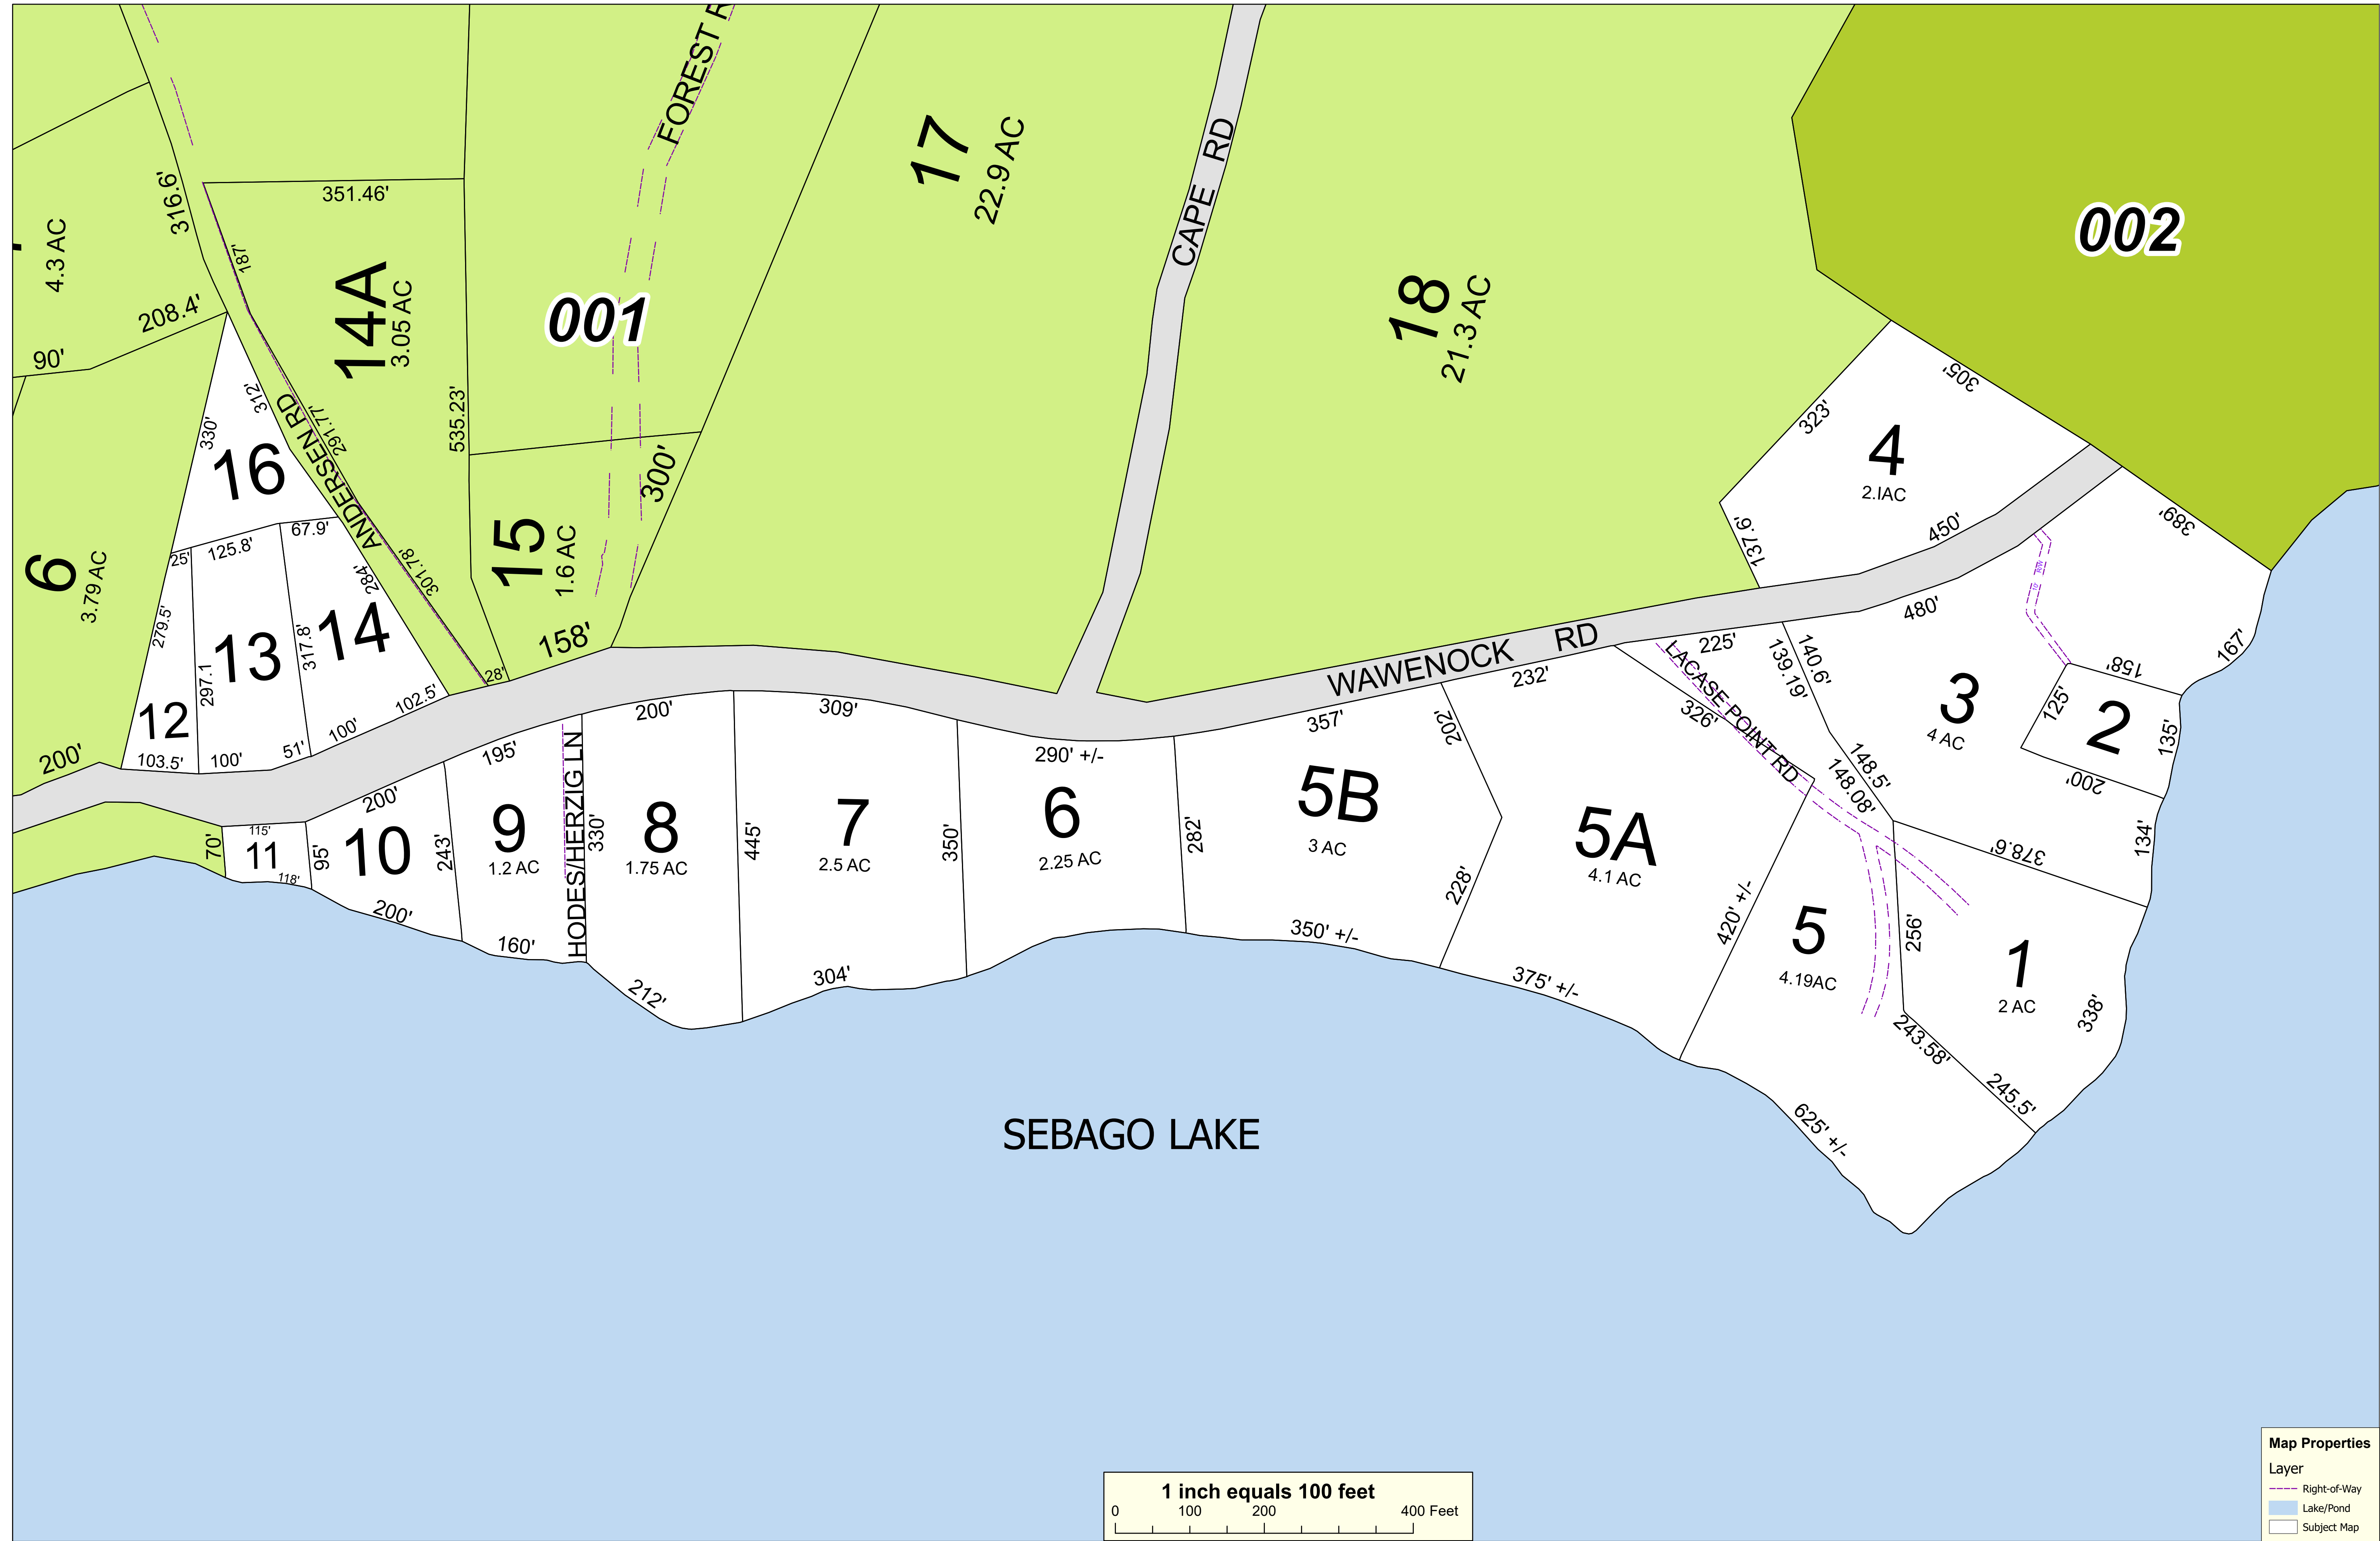 FOREST R
17
22.9 AC
CAPE RD
002
316.6'
351.46'
4.3 AC
187'
14A
3.05 AC
001
18
21.3 AC
208.4'
90'
305'
312'
ANDERSEN RD
291.77'
535.23'
323'
4
2.IAC
330'
16
300'
450'
389'
137.6'
67.9'
125.8'
25'
15
1.6 AC
6
3.79 AC
301.78'
284'
480'
279.5'
13
317.8'
14
158'
WAWENOCK RD
225'
140.6'
139.19'
167'
158'
297.1
28'
102.5'
232'
LACASE POINT RD
326'
3
4 AC
125'
2
135'
12
100'
51'
200'
103.5'
100'
200'
309'
357'
202'
195'
290' +/-
148.5'
148.08'
200'
200'
HODES/HERZIG LN
5B
3 AC
5A
4.1 AC
70'
115'
11
118'
95'
10
243'
9
1.2 AC
330'
8
1.75 AC
445'
7
2.5 AC
350'
6
2.25 AC
282'
228'
378.6'
134'
420' +/-
5
4.19AC
256'
1
2 AC
338'
200'
160'
212'
304'
350' +/-
375' +/-
243.58'
245.5'
625' +/-
SEBAGO LAKE
1 inch equals 100 feet
0 100 200 400 Feet
Map Properties
Layer
Right-of-Way
Lake/Pond
Subject Map